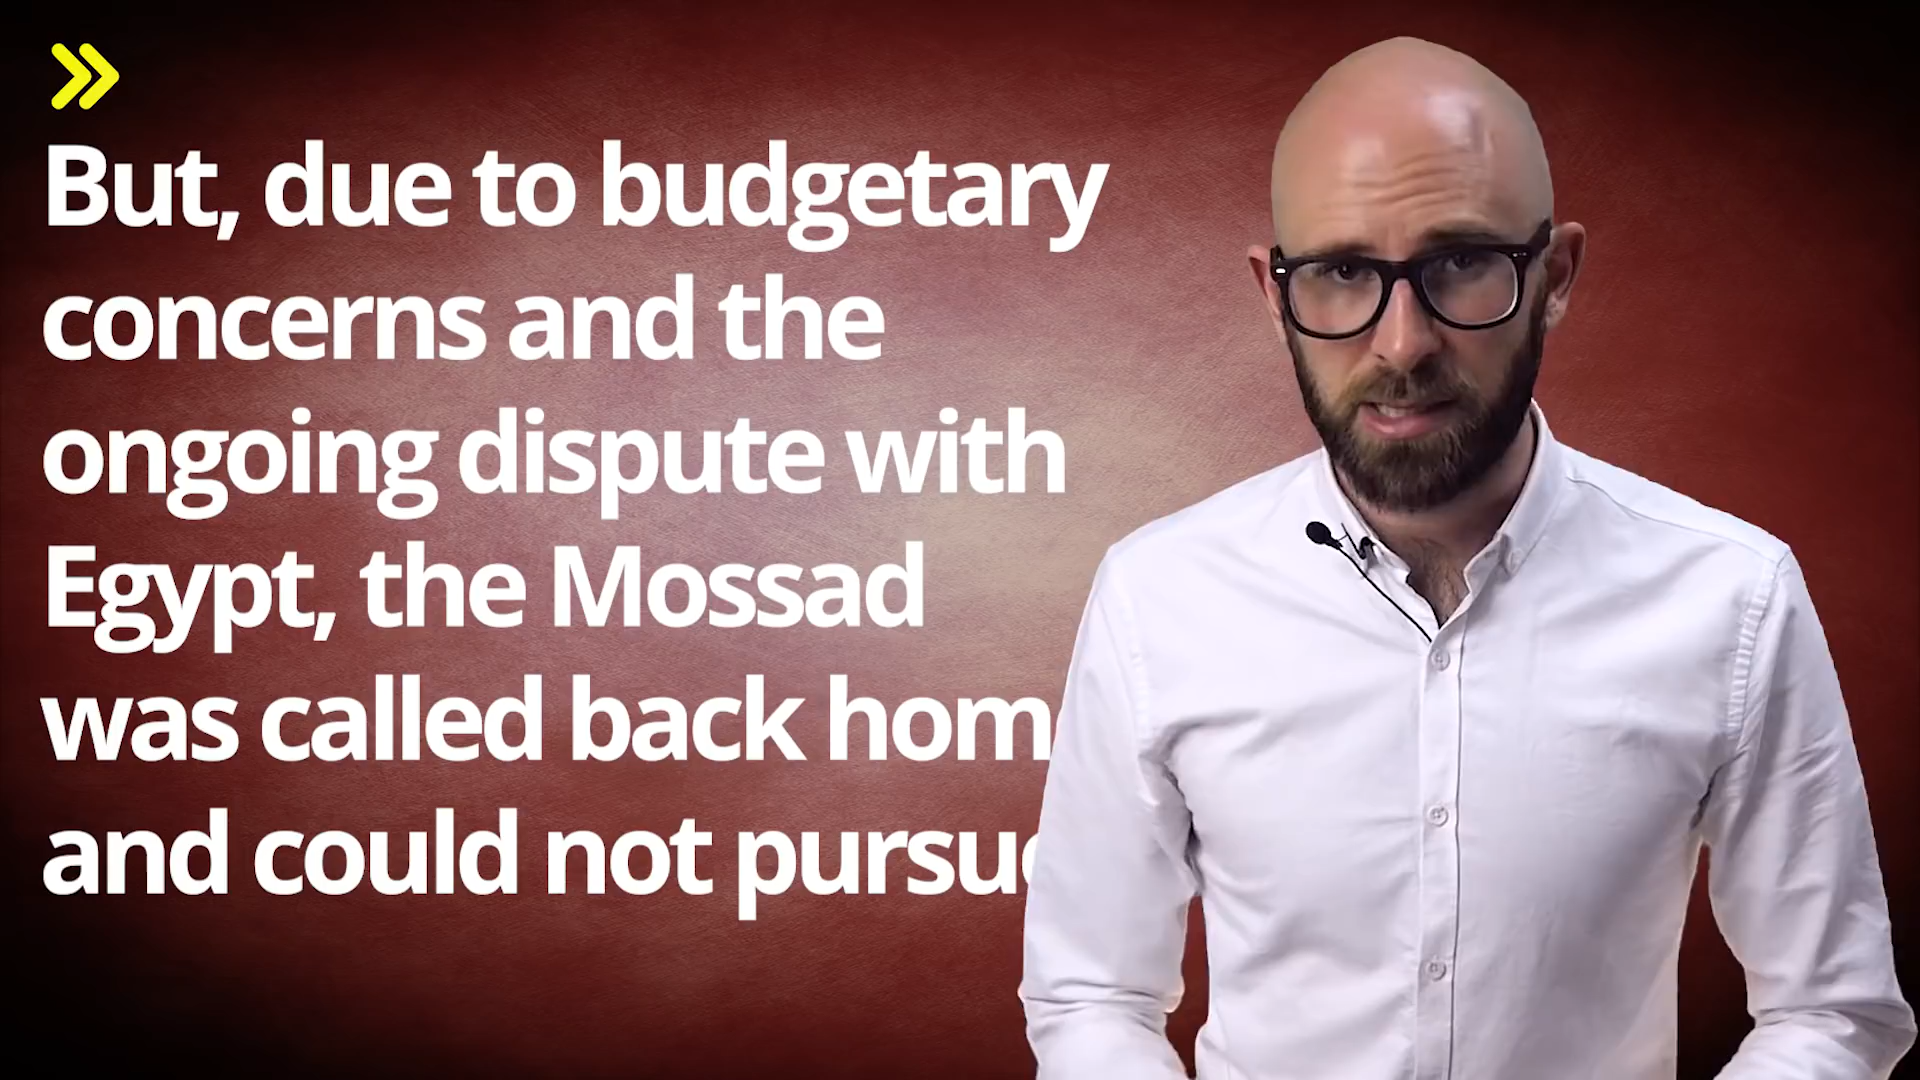 But, due to budgetary
concerns and the
ongoing dispute with
Egypt, the Mossad
was called back hom
and could not pursu